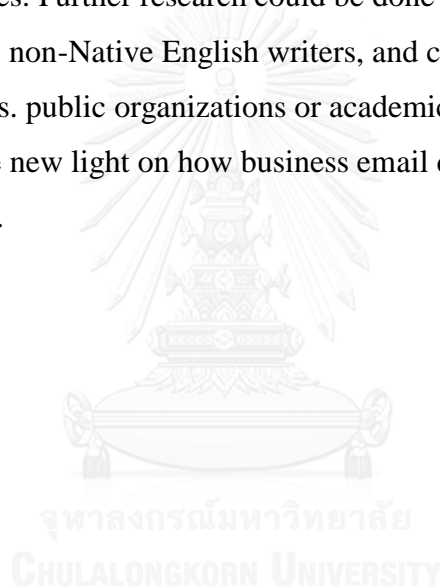 es. Further research could be done
non-Native English writers, and c
s. public organizations or academic
new light on how business email
.
จุฬาลงกรณ์มหาวิทยาลัย
CHULALONGKORN UNIVERSITY